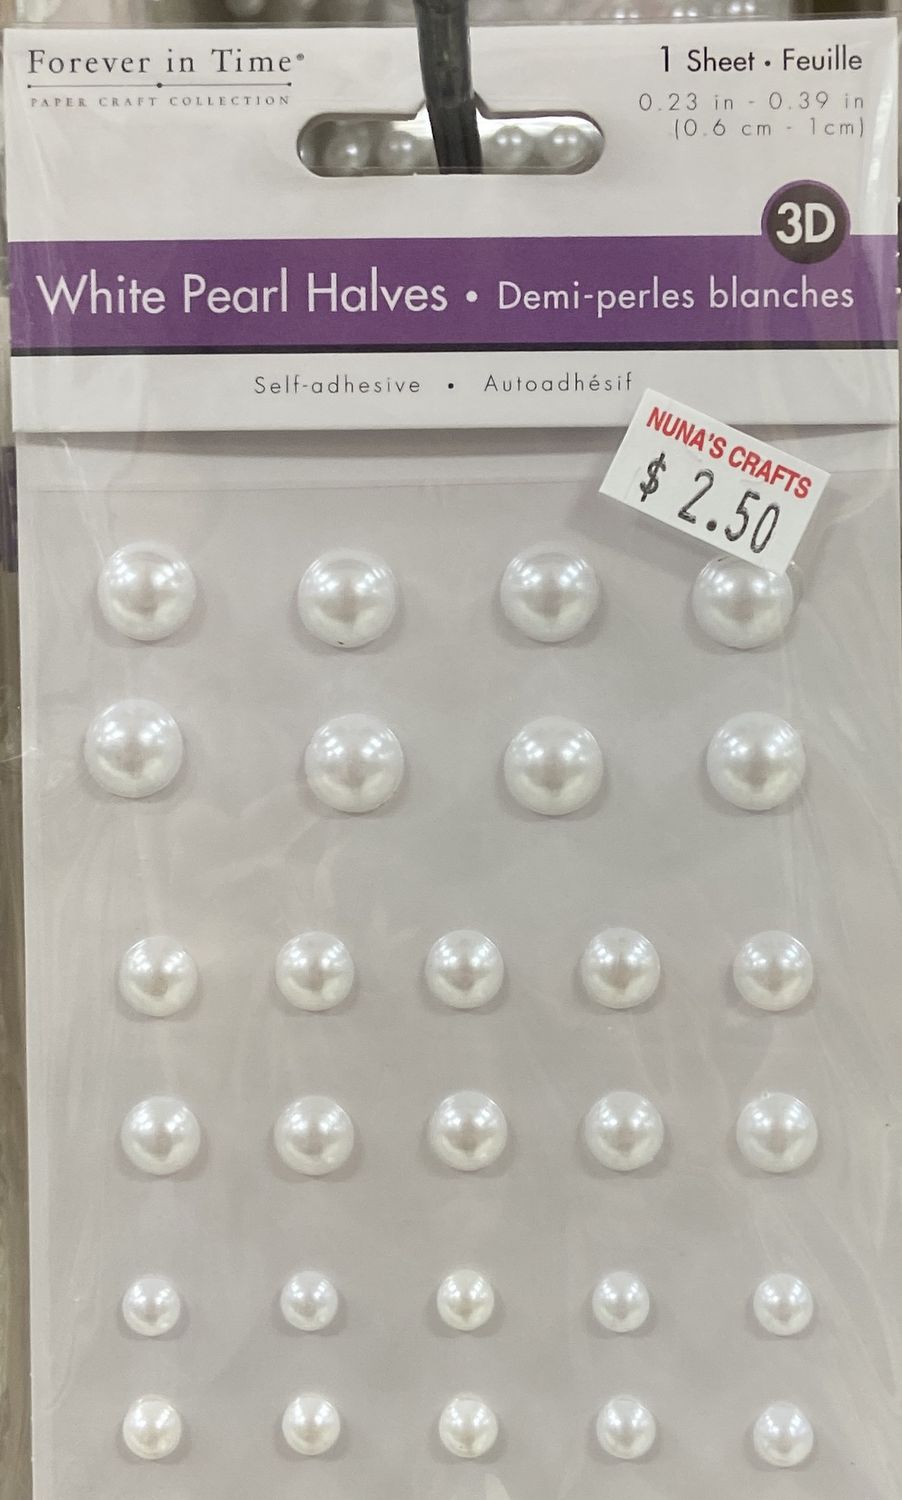 Forever in Time®
PAPER CRAFT COLLECTION
1 Sheet • Feuille
0.23 in - 0.39 in
(0.6 cm - 1cm)
3D
White Pearl Halves • Demi-perles blanches
Self-adhesive • Autoadhésif
NUNA'S CRAFTS
$ 2.50